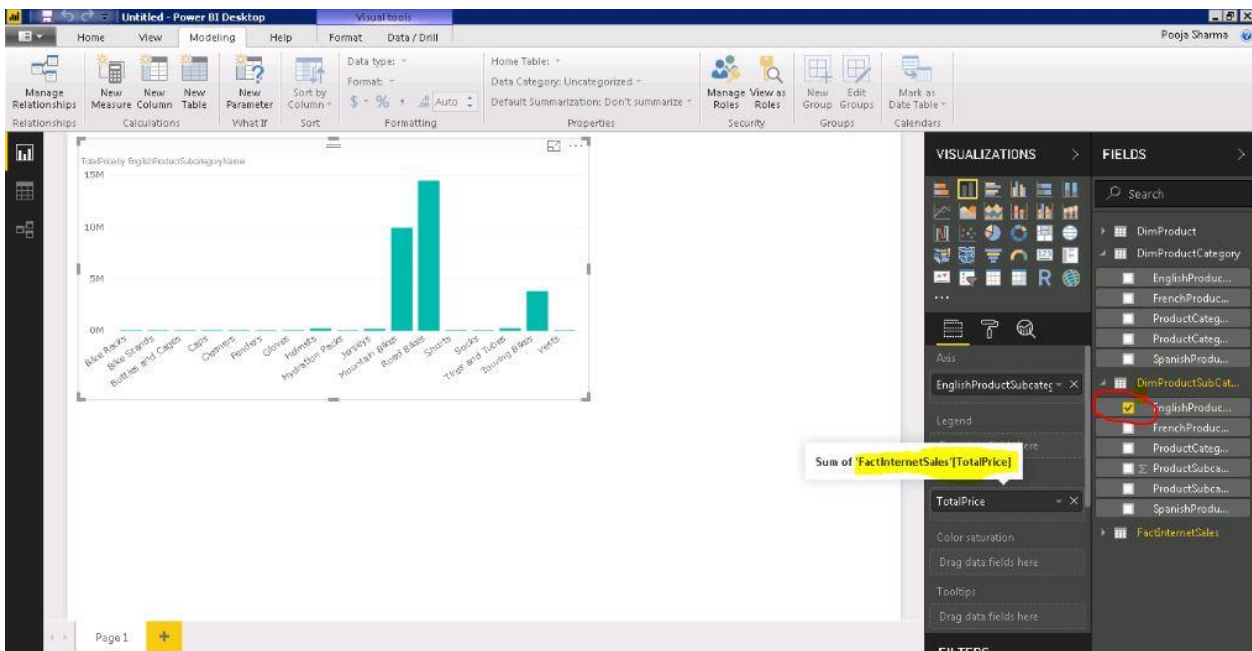 Untitled - Power BI Desktop
Visual tools
Home View Modeling Help Format Data / Drill
Pooja Sharma
Manage Relationships
New Measure
New Column
New Table
New Parameter
Sort by Column
Data type:
Format:
$ % , .00 Auto
Home Table:
Data Category: Uncategorized
Default Summarization: Don't summarize
Manage Roles
View as Roles
New Group
Edit Groups
Mark as Date Table
Relationships
Calculations
What If
Sort
Formatting
Properties
Security
Groups
Calendars
TotalPrice by EnglishProductSubcategoryName
15M
10M
5M
0M
Bike Racks
Bike Stands
Bottles and Cages
Caps
Cleaners
Fenders
Gloves
Helmets
Hydration Packs
Jerseys
Mountain Bikes
Road Bikes
Shorts
Socks
Tires and Tubes
Touring Bikes
Vests
Page 1
VISUALIZATIONS
123
R
Axis
EnglishProductSubcateg
Legend
here
Sum of 'FactInternetSales'[TotalPrice]
TotalPrice
Color saturation
Drag data fields here
Tooltips
Drag data fields here
FILTERS
FIELDS
Search
DimProduct
DimProductCategory
EnglishProduc...
FrenchProduc...
ProductCateg...
ProductCateg...
SpanishProdu...
DimProductSubCat...
EnglishProduc...
FrenchProduc...
ProductCateg...
Σ ProductSubca...
ProductSubca...
SpanishProdu...
FactInternetSales